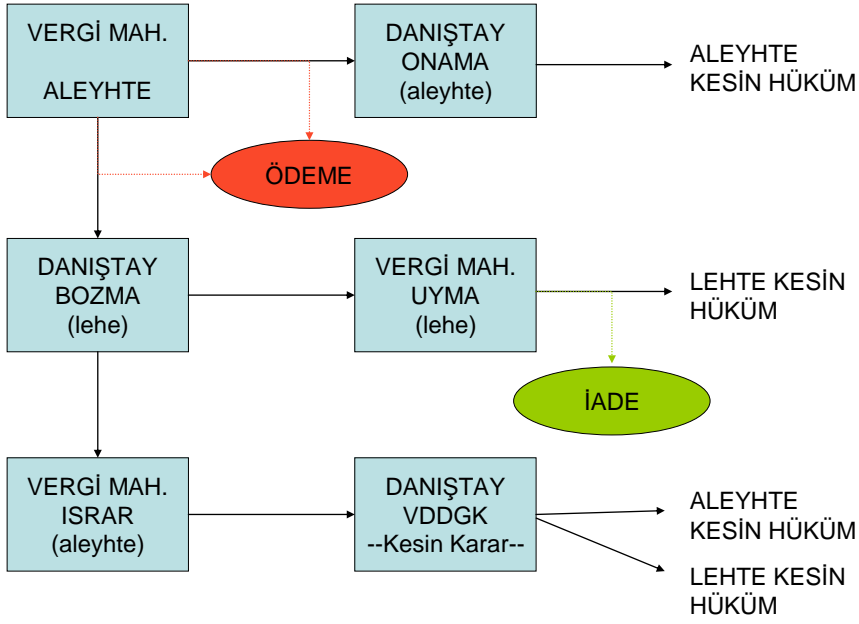 VERGİ MAH.
ALEYHTE
DANIŞTAY
ONAMA
(aleyhte)
ALEYHTE
KESİN HÜKÜM
ÖDEME
DANIŞTAY
BOZMA
(lehe)
VERGİ MAH.
UYMA
(lehe)
LEHTE KESİN
HÜKÜM
İADE
VERGİ MAH.
ISRAR
(aleyhte)
DANIŞTAY
VDDGK
--Kesin Karar--
ALEYHTE
KESİN HÜKÜM
LEHTE KESİN
HÜKÜM